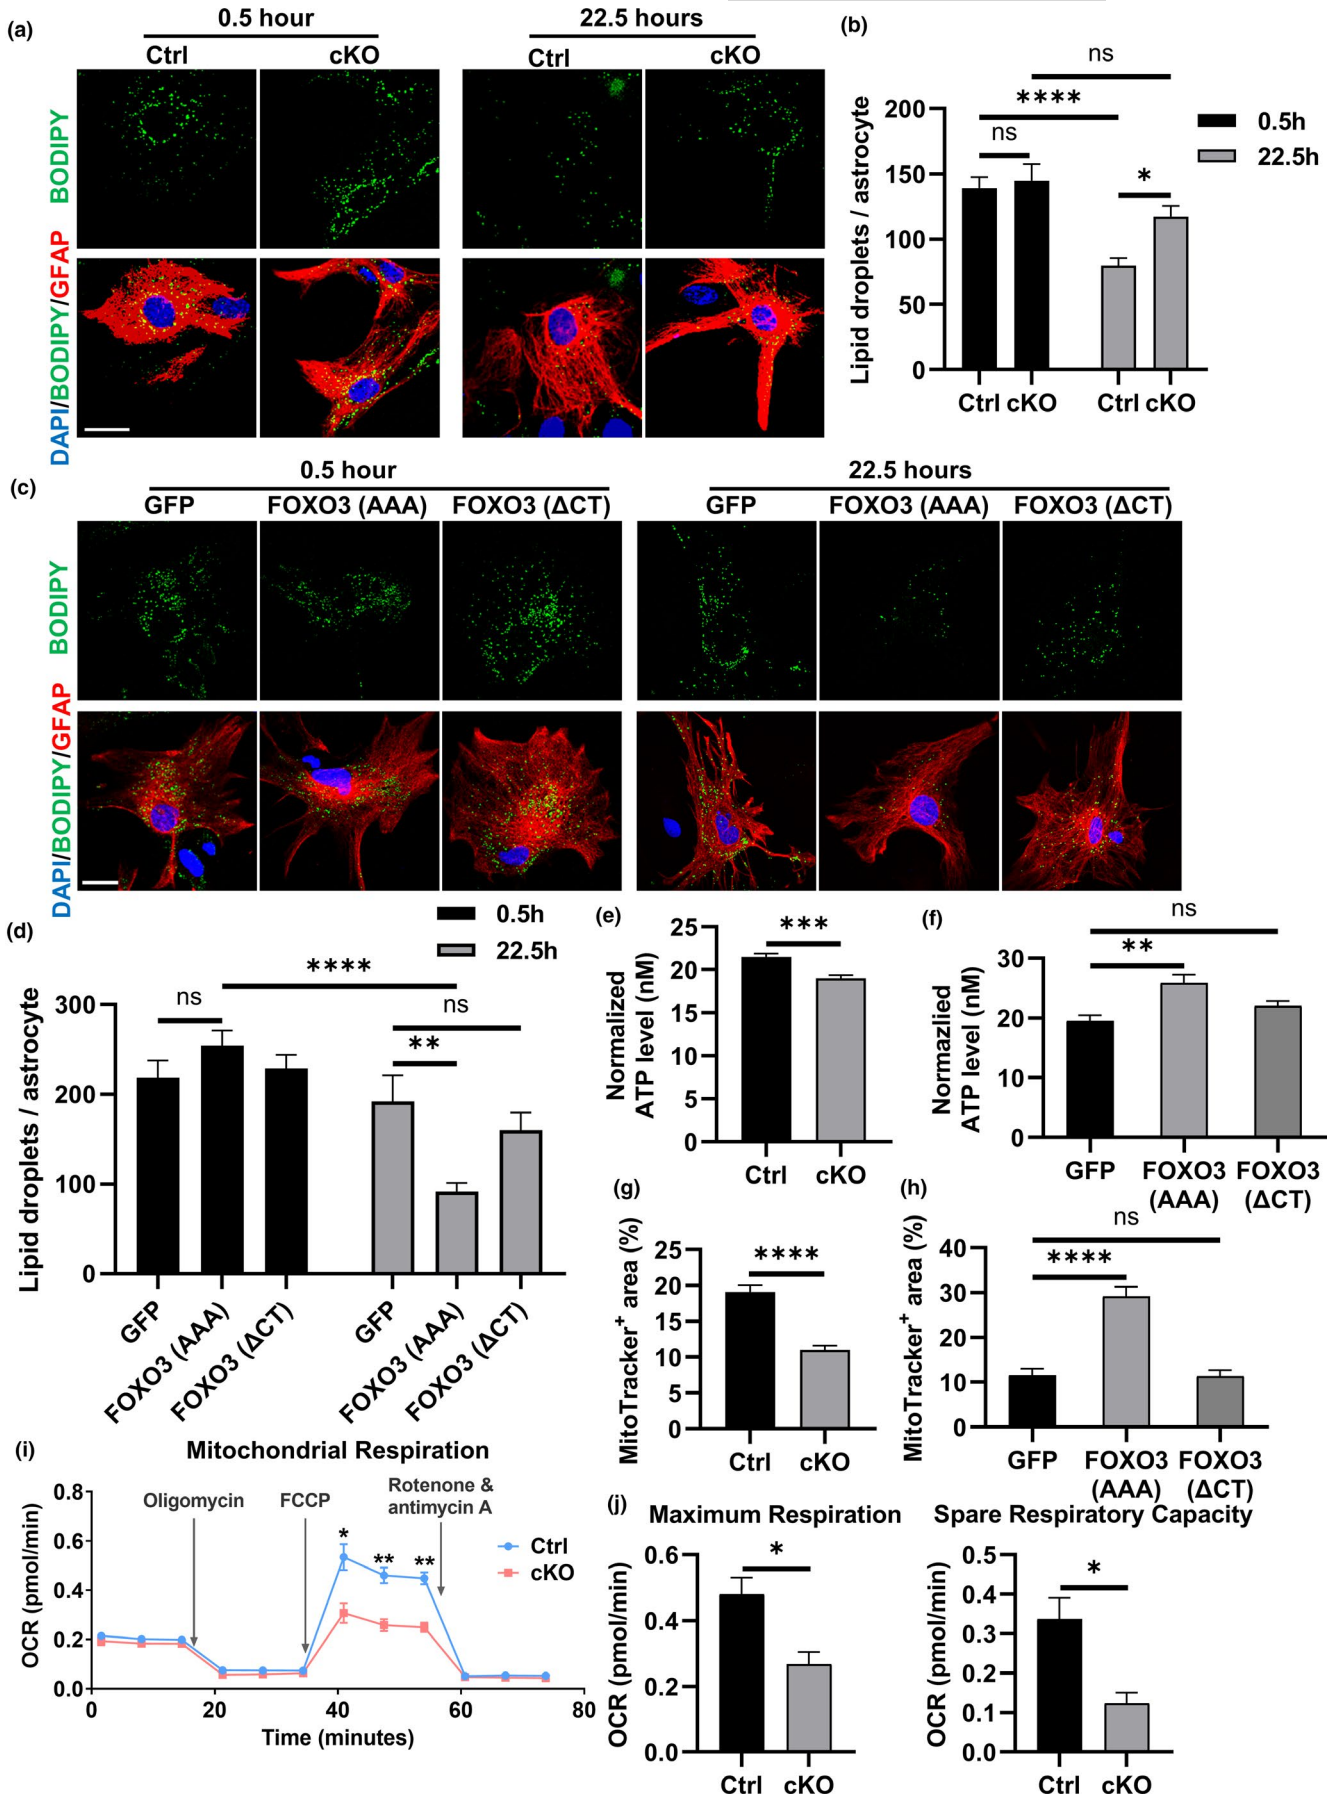 (a)
0.5 hour
22.5 hours
Ctrl
cKO
Ctrl
cKO
BODIPY
DAPI/BODIPY/GFAP
(b)
ns
****
ns
*
0.5h
22.5h
Lipid droplets / astrocyte
200
150
100
50
0
Ctrl cKO
Ctrl cKO
(c)
0.5 hour
22.5 hours
GFP
FOXO3 (AAA)
FOXO3 (ΔCT)
GFP
FOXO3 (AAA)
FOXO3 (ΔCT)
BODIPY
DAPI/BODIPY/GFAP
(d)
0.5h
22.5h
****
ns
ns
**
Lipid droplets / astrocyte
300
200
100
0
GFP
FOXO3 (AAA)
FOXO3 (ΔCT)
GFP
FOXO3 (AAA)
FOXO3 (ΔCT)
(e)
***
Normalized
ATP level (nM)
25
20
15
10
5
0
Ctrl
cKO
(f)
ns
**
Normazlied
ATP level (nM)
30
20
10
0
GFP
FOXO3
(AAA)
FOXO3
(ΔCT)
(g)
****
MitoTracker+ area (%)
25
20
15
10
5
0
Ctrl
cKO
(h)
ns
****
MitoTracker+ area (%)
40
30
20
10
0
GFP
FOXO3
(AAA)
FOXO3
(ΔCT)
(i)
Mitochondrial Respiration
Oligomycin
FCCP
Rotenone &
antimycin A
*
**
**
Ctrl
cKO
OCR (pmol/min)
0.8
0.6
0.4
0.2
0.0
0
20
40
60
80
Time (minutes)
(j)
Maximum Respiration
*
OCR (pmol/min)
0.6
0.4
0.2
0.0
Ctrl
cKO
Spare Respiratory Capacity
*
OCR (pmol/min)
0.5
0.4
0.3
0.2
0.1
0.0
Ctrl
cKO